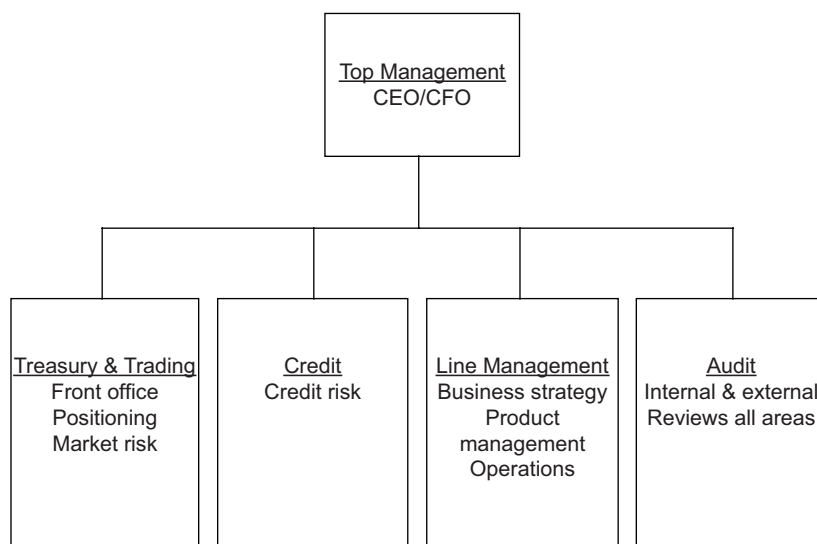 Top Management
CEO/CFO
Treasury & Trading
Front office
Positioning
Market risk
Credit
Credit risk
Line Management
Business strategy
Product
management
Operations
Audit
Internal & external
Reviews all areas